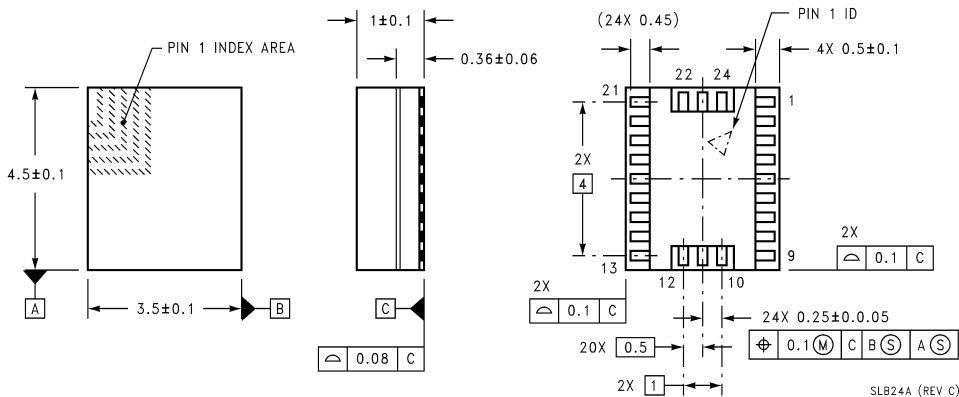 1±0.1
(24X 0.45)
PIN 1 ID
PIN 1 INDEX AREA
0.36±0.06
4X 0.5±0.1
22 24
21 1
2X
4
4.5±0.1
2X
⌓ 0.1 C
13 9
12 10
2X
⌓ 0.1 C
A
3.5±0.1
B
C
24X 0.25±0.0.05
20X 0.5
⌖ 0.1 Ⓜ C B Ⓢ A Ⓢ
⌓ 0.08 C
2X 1
SLB24A (REV C)